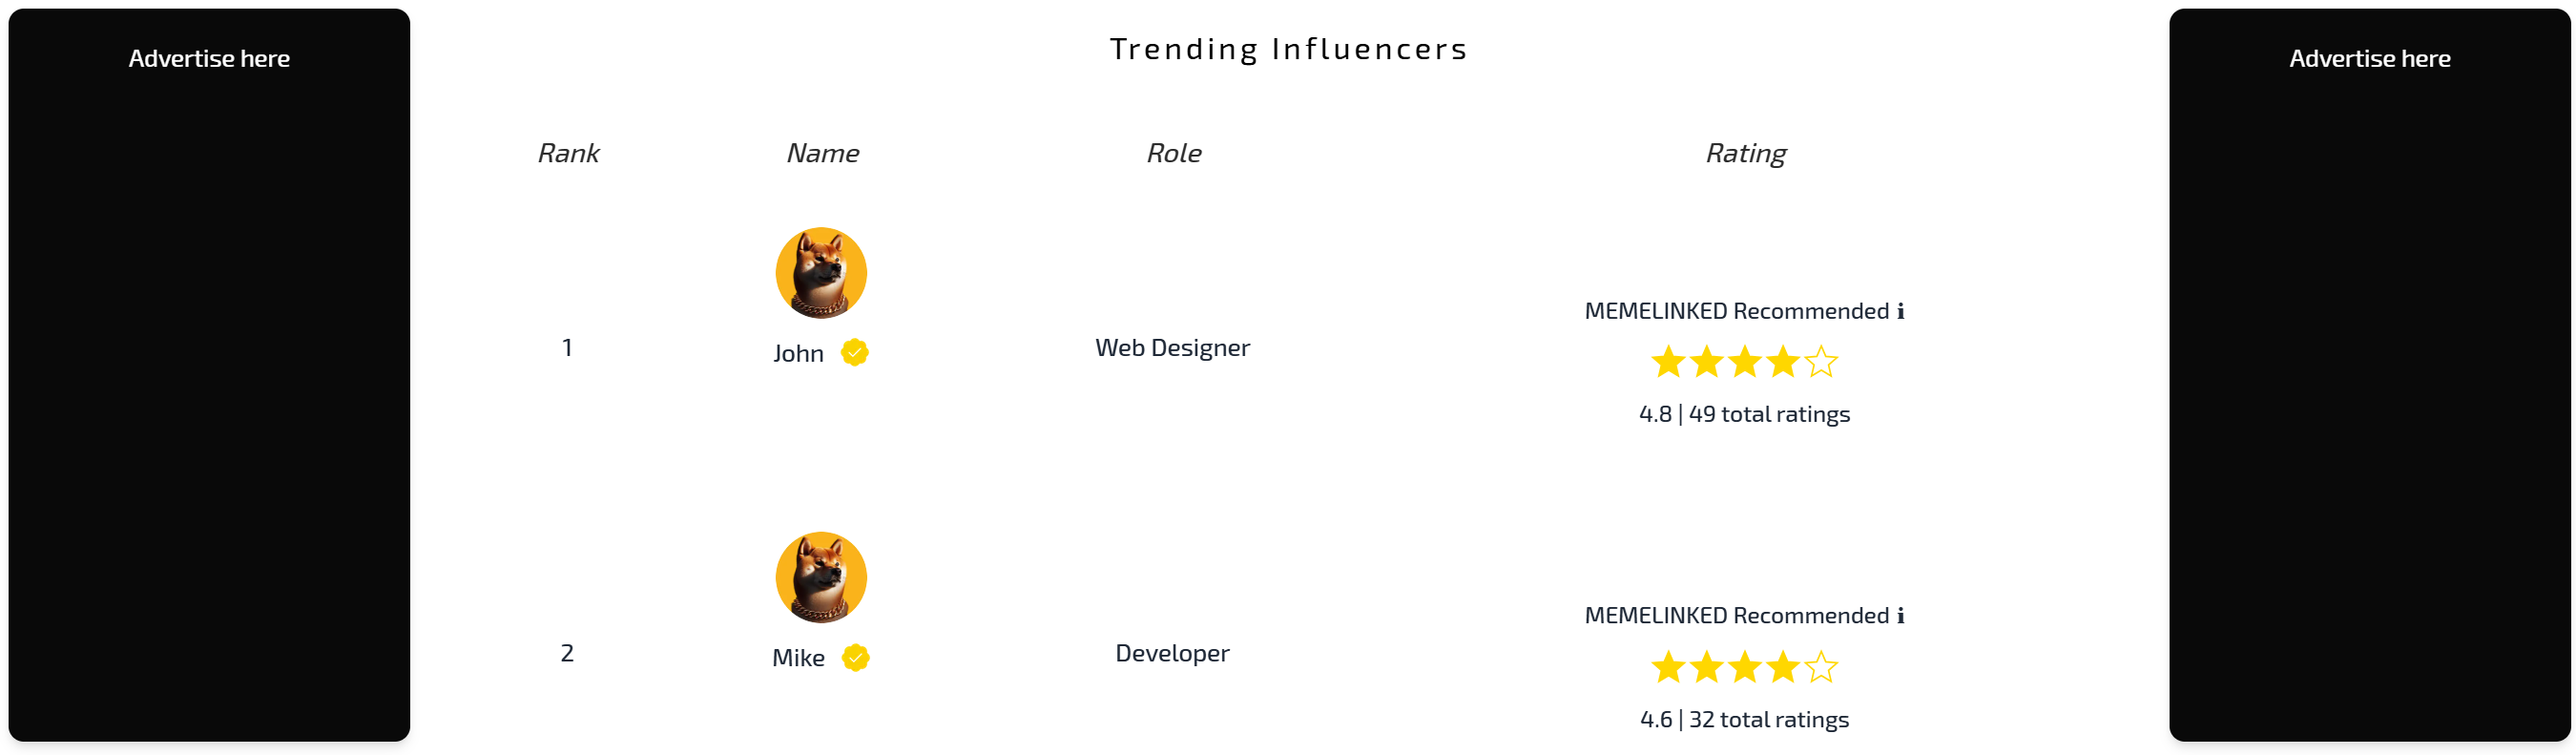 Advertise here
Trending Influencers
Advertise here
Rank Name Role Rating
1 John Web Designer
MEMELINKED Recommended ℹ
4.8 | 49 total ratings
2 Mike Developer
MEMELINKED Recommended ℹ
4.6 | 32 total ratings